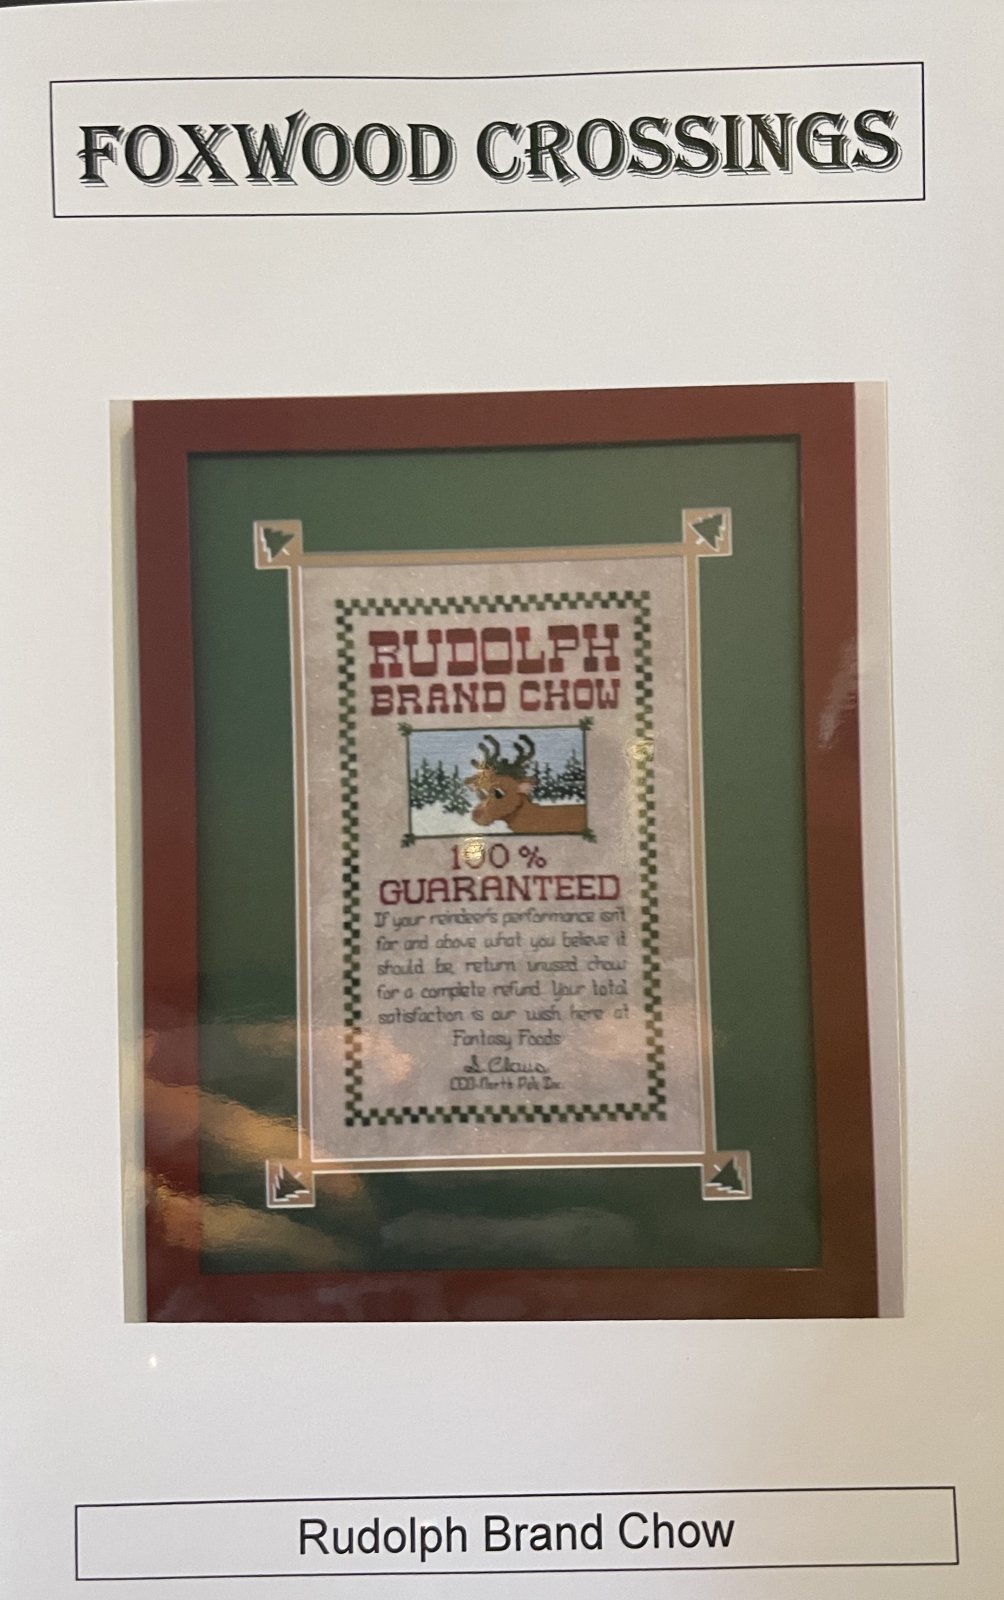 FOXWOOD CROSSINGS
RUDOLPH
BRAND CHOW
100 %
GUARANTEED
If your reindeer's performance isn't
far and above what you believe it
should be, return unused chow
for a complete refund. Your total
satisfaction is our wish, here at
Fantasy Foods
S. Claus
CEO-North Pole Inc.
Rudolph Brand Chow